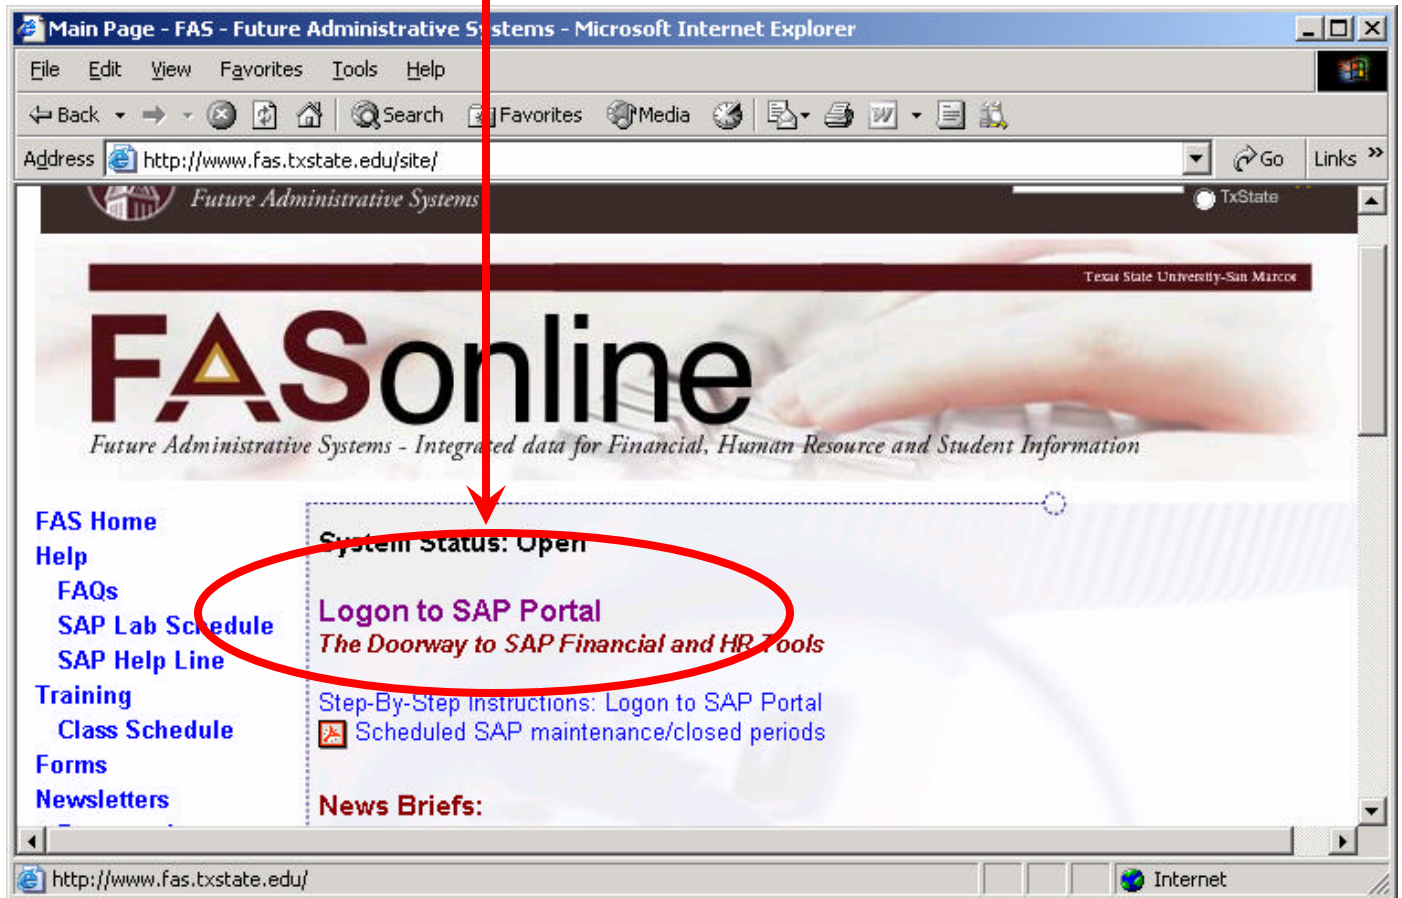 Main Page - FAS - Future Administrative Systems - Microsoft Internet Explorer
File Edit View Favorites Tools Help
Back Search Favorites Media
Address http://www.fas.txstate.edu/site/ Go Links »
Future Administrative Systems
TxState
Texas State University-San Marcos
FASonline
Future Administrative Systems - Integrated data for Financial, Human Resource and Student Information
FAS Home
Help
FAQs
SAP Lab Schedule
SAP Help Line
Training
Class Schedule
Forms
Newsletters
System Status: Open
Logon to SAP Portal
The Doorway to SAP Financial and HR Tools
Step-By-Step Instructions: Logon to SAP Portal
Scheduled SAP maintenance/closed periods
News Briefs:
http://www.fas.txstate.edu/ Internet